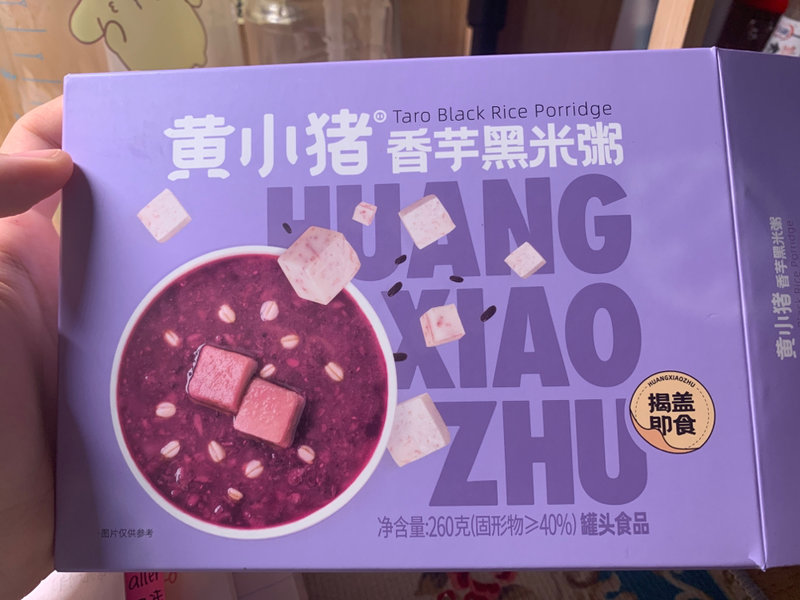 Taro Black Rice Porridge
黄小猪®香芋黑米粥
HUANG
XIAO
ZHU
HUANGXIAOZHU
揭盖
即食
净含量:260克(固形物≥40%) 罐头食品
图片仅供参考
黄小猪 香芋黑米粥
Rice Porridge